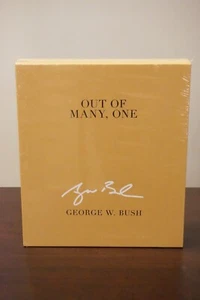 OUT OF
MANY, ONE
GEORGE W. BUSH